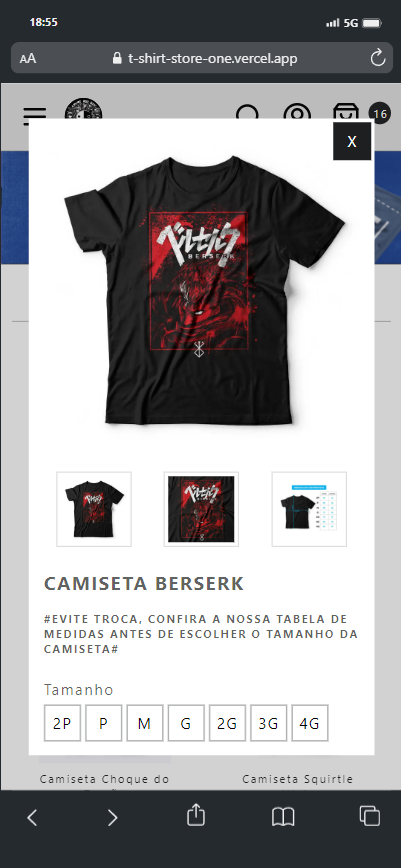 18:55
5G
AA
t-shirt-store-one.vercel.app
16
X
ベルセルク
BERSERK
CAMISETA BERSERK
#EVITE TROCA, CONFIRA A NOSSA TABELA DE
MEDIDAS ANTES DE ESCOLHER O TAMANHO DA
CAMISETA#
Tamanho
2P P M G 2G 3G 4G
Camiseta Choque do
Camiseta Squirtle